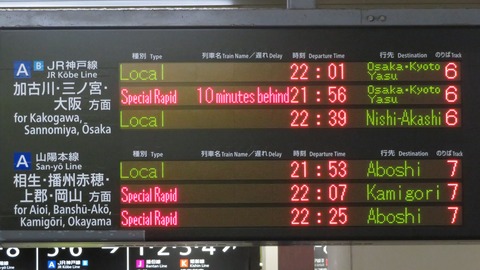 種別 Type 列車名 Train Name / 遅れ Delay 時刻 Departure Time 行先 Destination のりば Track
A B JR神戸線
JR Kōbe Line
加古川・三ノ宮・
大阪 方面
for Kakogawa,
Sannomiya, Ōsaka
Local 22:01 Osaka・Kyoto Yasu 6
Special Rapid 10 minutes behind 21:56 Osaka・Kyoto Yasu 6
Local 22:39 Nishi-Akashi 6
種別 Type 列車名 Train Name / 遅れ Delay 時刻 Departure Time 行先 Destination のりば Track
A 山陽本線
San-yō Line
相生・播州赤穂・
上郡・岡山 方面
for Aioi, Banshū-Akō,
Kamigōri, Okayama
Local 21:53 Aboshi 7
Special Rapid 22:07 Kamigori 7
Special Rapid 22:25 Aboshi 7